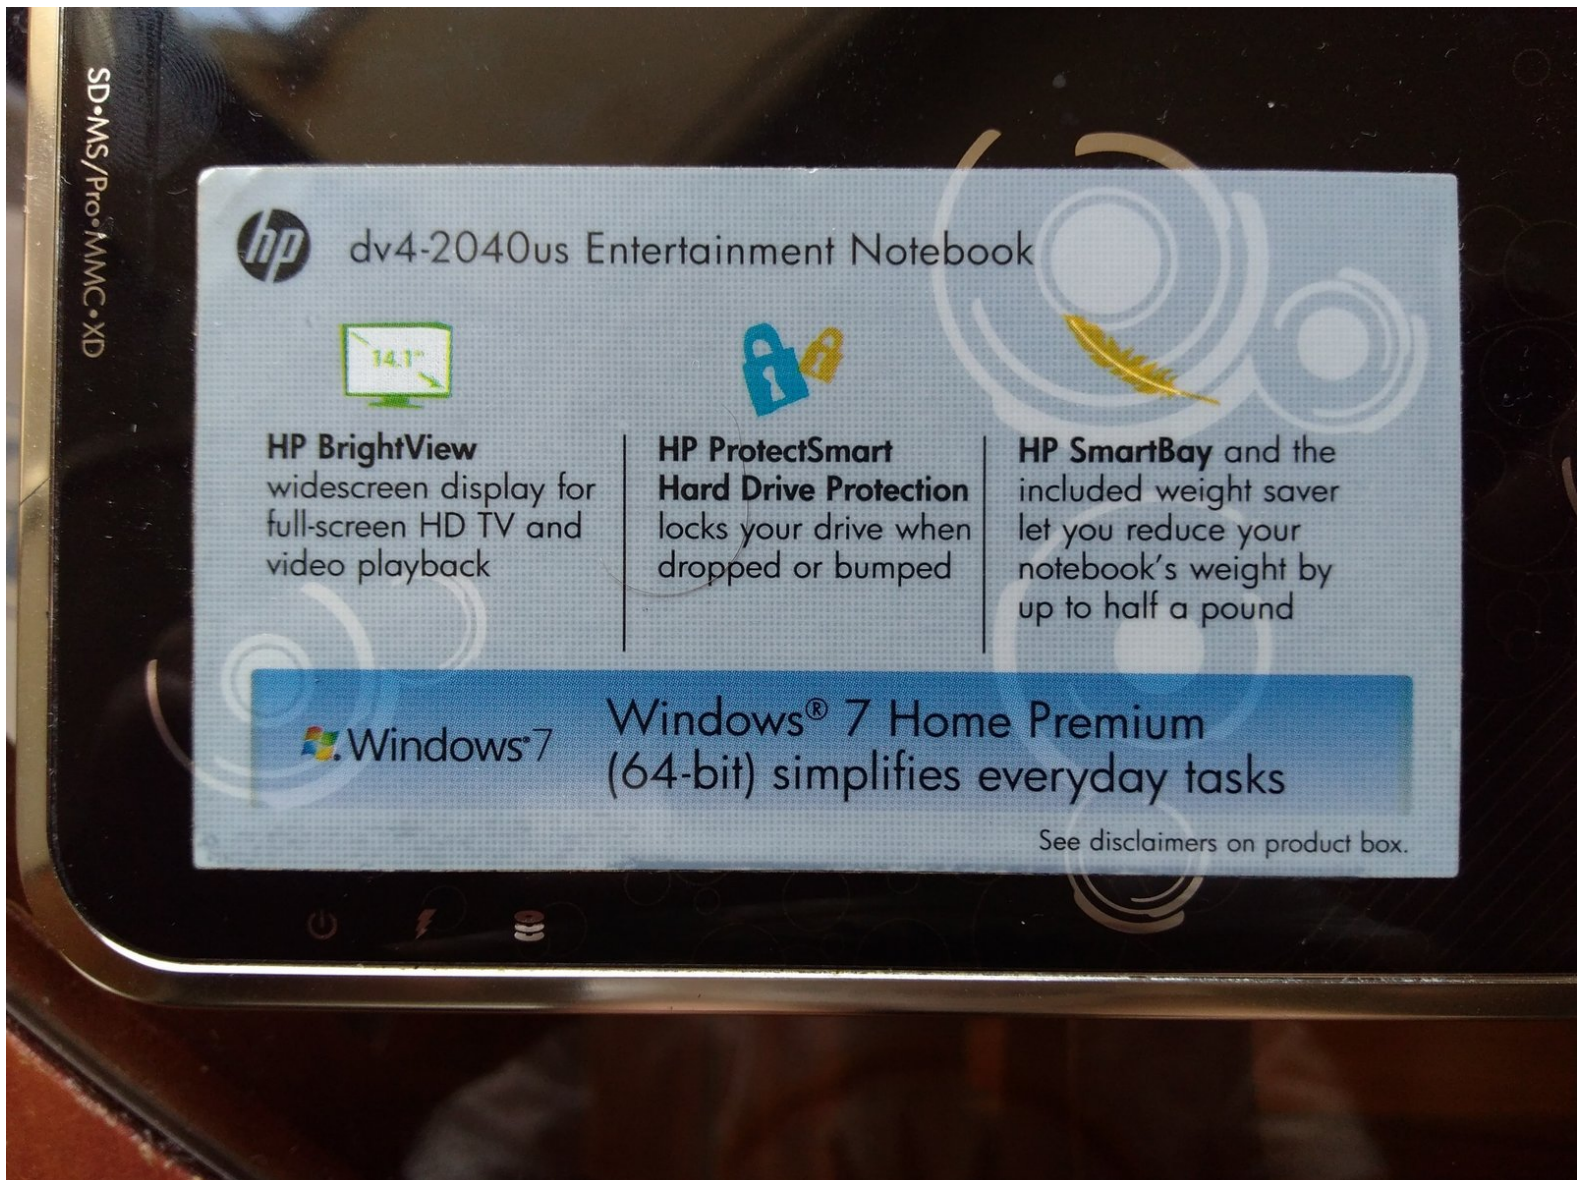 SD•MS/Pro•MMC•XD
hp dv4-2040us Entertainment Notebook
14.1"
HP BrightView
widescreen display for
full-screen HD TV and
video playback
HP ProtectSmart
Hard Drive Protection
locks your drive when
dropped or bumped
HP SmartBay and the
included weight saver
let you reduce your
notebook's weight by
up to half a pound
Windows®7
Windows® 7 Home Premium
(64-bit) simplifies everyday tasks
See disclaimers on product box.